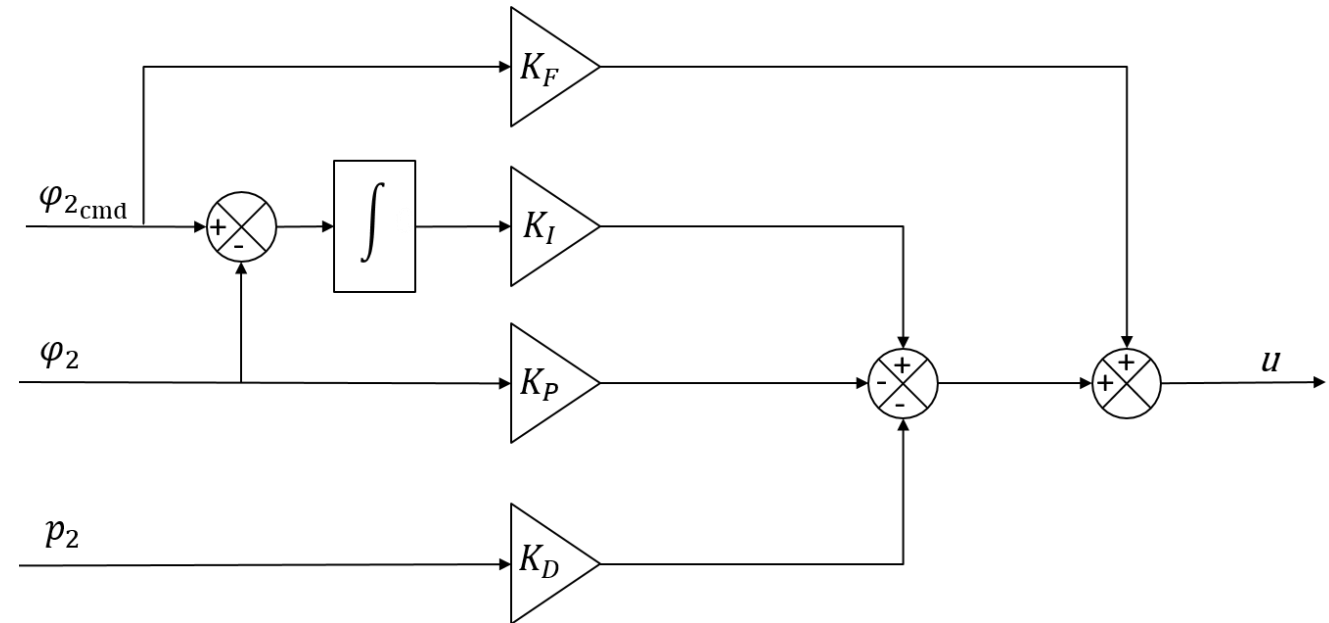 K_F
φ_2cmd
+
-
∫
K_I
φ_2
K_P
-
+
-
+
+
u
p_2
K_D